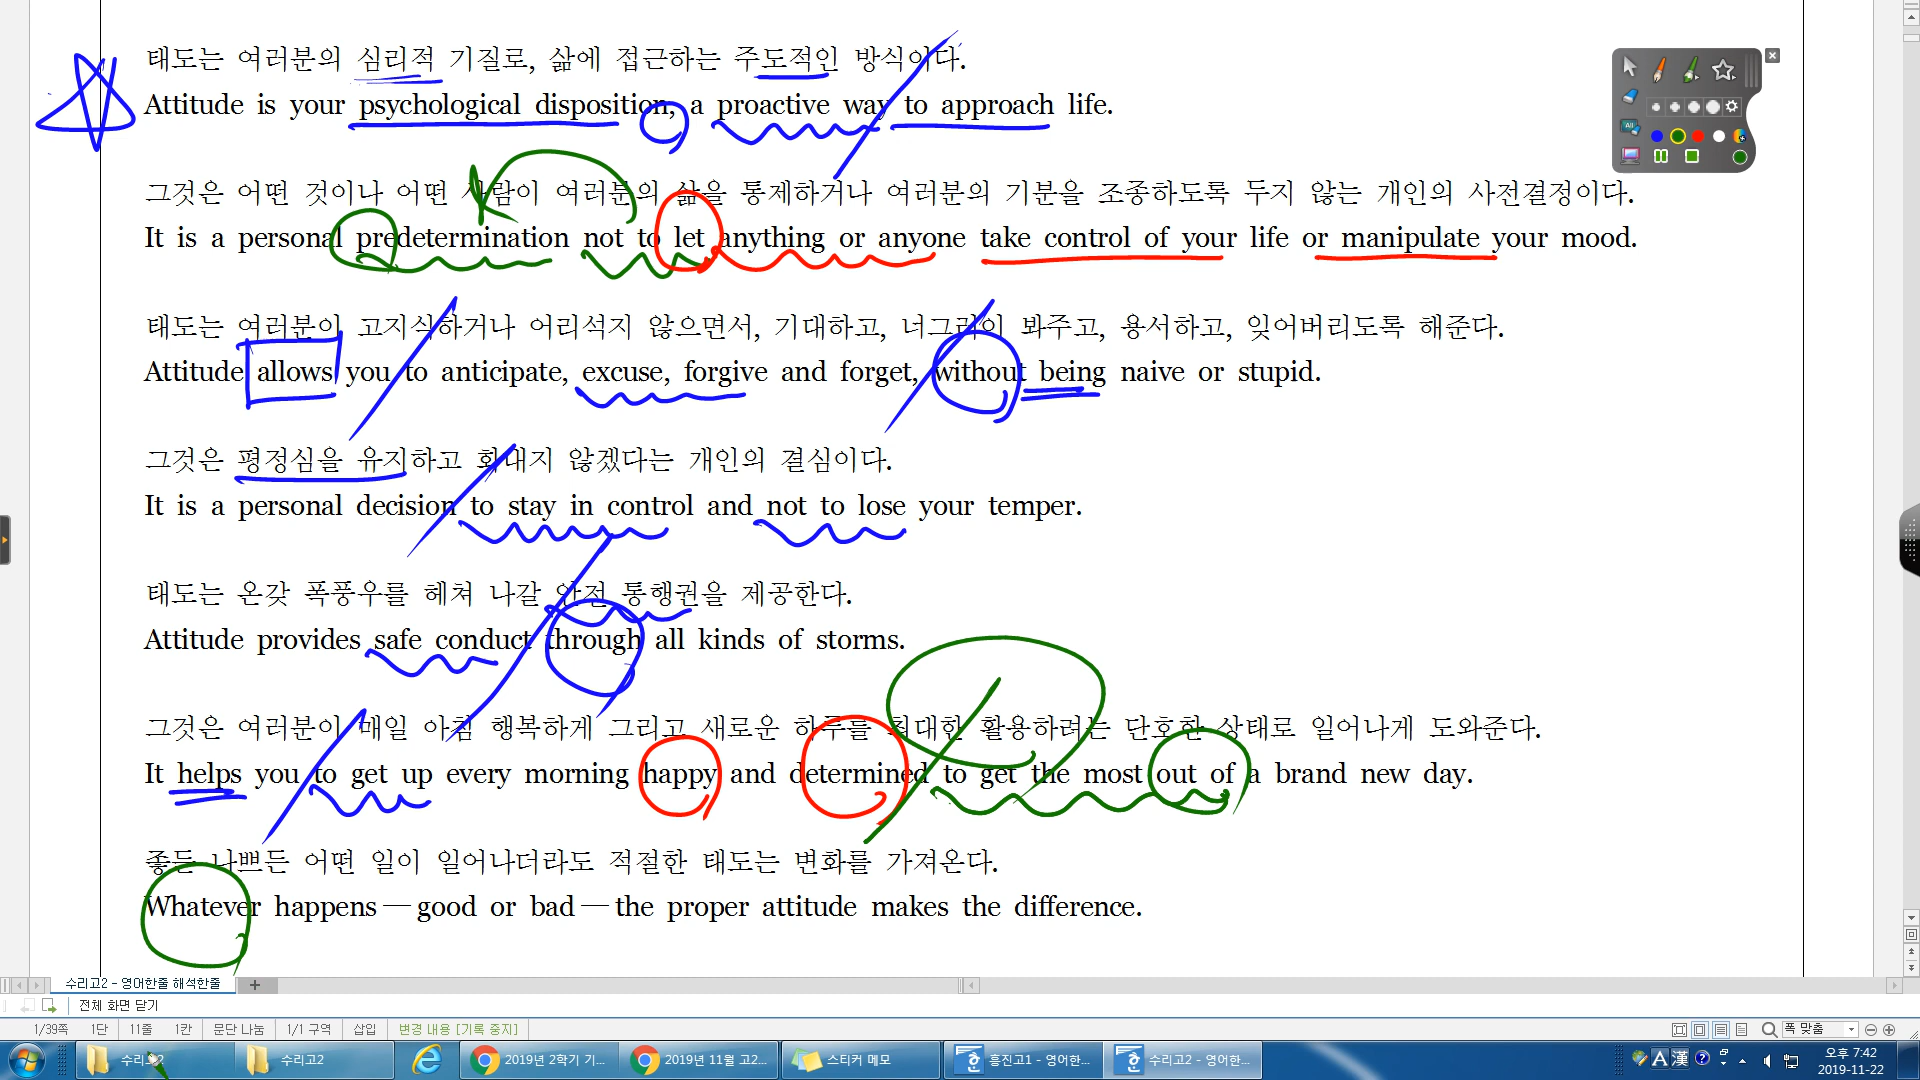 태도는 여러분의 심리적 기질로, 삶에 접근하는 주도적인 방식이다.
Attitude is your psychological disposition, a proactive way to approach life.
그것은 어떤 것이나 어떤 사람이 여러분의 삶을 통제하거나 여러분의 기분을 조종하도록 두지 않는 개인의 사전결정이다.
It is a personal predetermination not to let anything or anyone take control of your life or manipulate your mood.
태도는 여러분이 고지식하거나 어리석지 않으면서, 기대하고, 너그러이 봐주고, 용서하고, 잊어버리도록 해준다.
Attitude allows you to anticipate, excuse, forgive and forget, without being naive or stupid.
그것은 평정심을 유지하고 화내지 않겠다는 개인의 결심이다.
It is a personal decision to stay in control and not to lose your temper.
태도는 온갖 폭풍우를 헤쳐 나갈 안전 통행권을 제공한다.
Attitude provides safe conduct through all kinds of storms.
그것은 여러분이 매일 아침 행복하게 그리고 새로운 하루를 최대한 활용하려는 단호한 상태로 일어나게 도와준다.
It helps you to get up every morning happy and determined to get the most out of a brand new day.
좋든 나쁘든 어떤 일이 일어나더라도 적절한 태도는 변화를 가져온다.
Whatever happens — good or bad — the proper attitude makes the difference.
수리고2 - 영어한줄 해석한줄
전체 화면 닫기
1/39쪽 1단 11줄 1칸 문단 나눔 1/1 구역 삽입 변경 내용 [기록 중지] 폭 맞춤
수리고2 수리고2 2019년 2학기 기... 2019년 11월 고2... 스티커 메모 흥진고1 - 영어한... 수리고2 - 영어한... A 漢 오후 7:42
2019-11-22